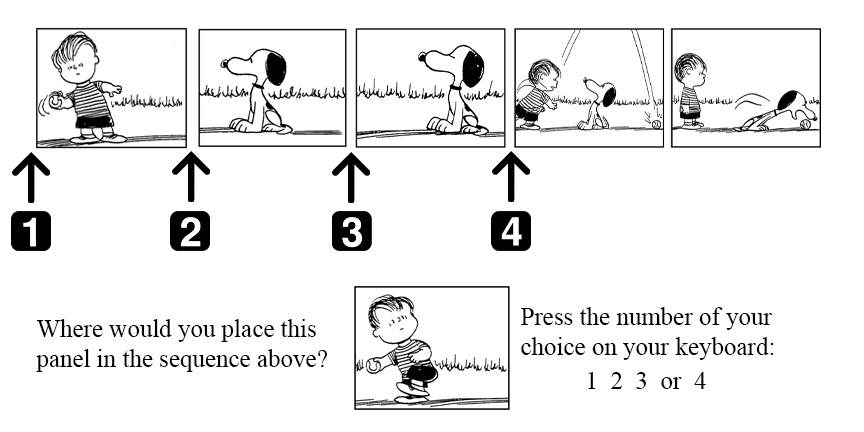 1
2
3
4
Where would you place this
panel in the sequence above?
Press the number of your
choice on your keyboard:
1 2 3 or 4